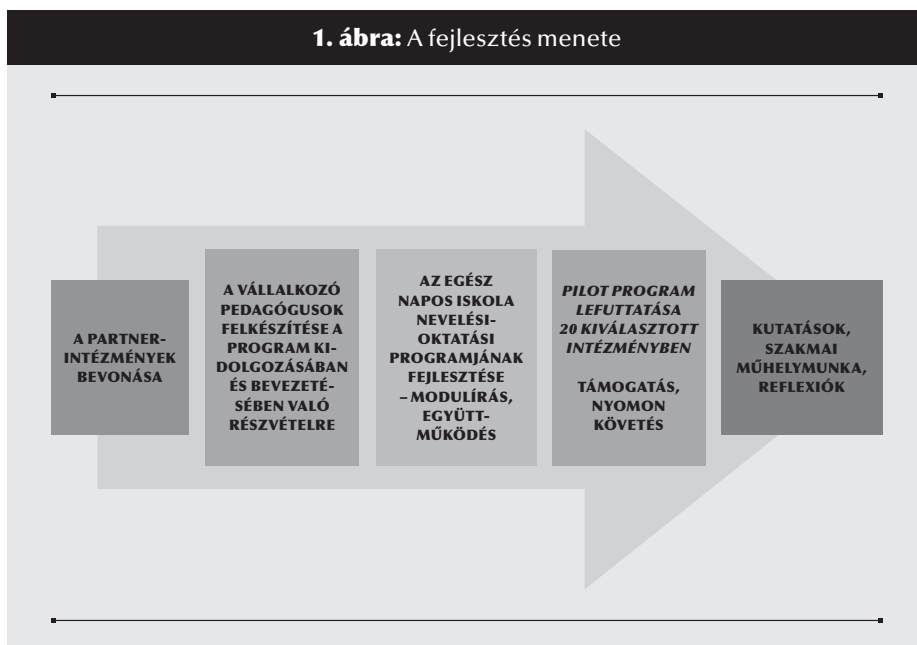 1. ábra: A fejlesztés menete
A PARTNER-
INTÉZMÉNYEK
BEVONÁSA
A VÁLLALKOZÓ
PEDAGÓGUSOK
FELKÉSZÍTÉSE A
PROGRAM KI-
DOLGOZÁSÁBAN
ÉS BEVEZETÉ-
SÉBEN VALÓ
RÉSZVÉTELRE
AZ EGÉSZ
NAPOS ISKOLA
NEVELÉSI-
OKTATÁSI
PROGRAMJÁNAK
FEJLESZTÉSE
– MODULÍRÁS,
EGYÜTT-
MŰKÖDÉS
PILOT PROGRAM
LEFUTTATÁSA
20 KIVÁLASZTOTT
INTÉZMÉNYBEN
TÁMOGATÁS,
NYOMON
KÖVETÉS
KUTATÁSOK,
SZAKMAI
MŰHELYMUNKA,
REFLEXIÓK